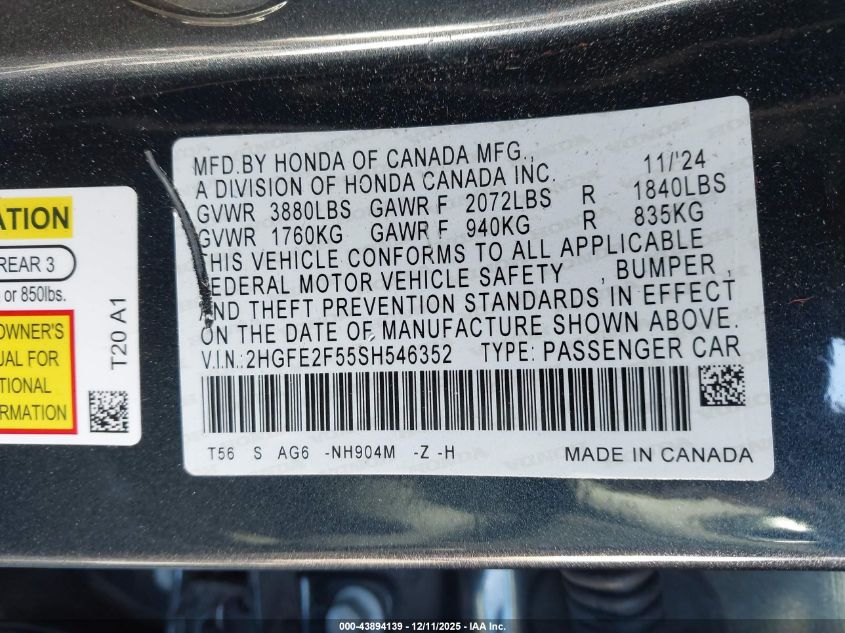 ATION
REAR 3
or 850lbs.
OWNER'S
UAL FOR
TIONAL
ORMATION
T20 A1
MFD.BY HONDA OF CANADA MFG., 11/'24
A DIVISION OF HONDA CANADA INC.
GVWR 3880LBS GAWR F 2072LBS R 1840LBS
GVWR 1760KG GAWR F 940KG R 835KG
THIS VEHICLE CONFORMS TO ALL APPLICABLE
FEDERAL MOTOR VEHICLE SAFETY , BUMPER ,
AND THEFT PREVENTION STANDARDS IN EFFECT
ON THE DATE OF MANUFACTURE SHOWN ABOVE.
V.I.N.:2HGFE2F55SH546352 TYPE: PASSENGER CAR
T56 S AG6 -NH904M -Z -H MADE IN CANADA
000-43894139 - 12/11/2025 - IAA Inc.